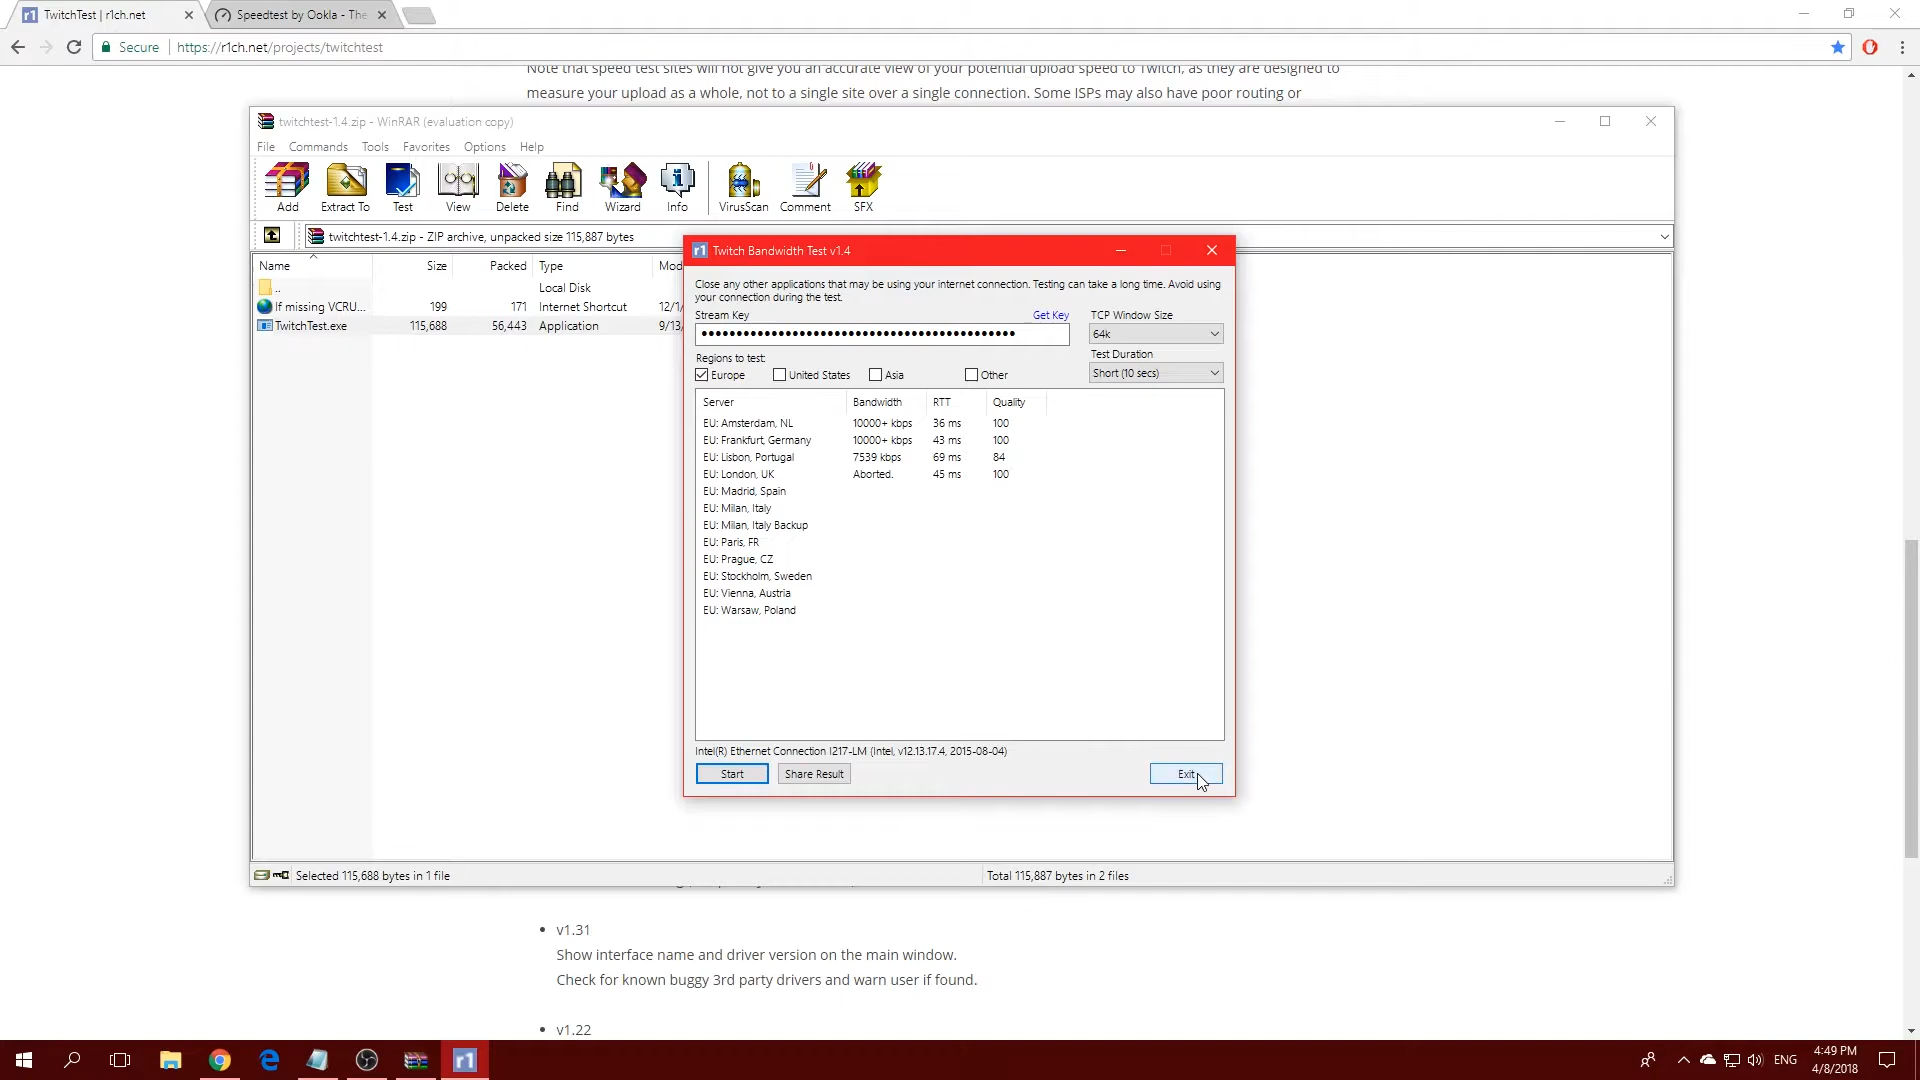 TwitchTest | r1ch.net
Speedtest by Ookla - The
Secure
https://r1ch.net/projects/twitchtest
Note that speed test sites will not give you an accurate view of your potential upload speed to Twitch, as they are designed to
measure your upload as a whole, not to a single site over a single connection. Some ISPs may also have poor routing or
twitchtest-1.4.zip - WinRAR (evaluation copy)
File Commands Tools Favorites Options Help
Add Extract To Test View Delete Find Wizard Info VirusScan Comment SFX
twitchtest-1.4.zip - ZIP archive, unpacked size 115,887 bytes
Name Size Packed Type Mod
.. Local Disk
If missing VCRU... 199 171 Internet Shortcut 12/1/
TwitchTest.exe 115,688 56,443 Application 9/13/
r1 Twitch Bandwidth Test v1.4
Close any other applications that may be using your internet connection. Testing can take a long time. Avoid using
your connection during the test.
Stream Key Get Key TCP Window Size
64k
Regions to test: Test Duration
Europe United States Asia Other Short (10 secs)
Server Bandwidth RTT Quality
EU: Amsterdam, NL 10000+ kbps 36 ms 100
EU: Frankfurt, Germany 10000+ kbps 43 ms 100
EU: Lisbon, Portugal 7539 kbps 69 ms 84
EU: London, UK Aborted. 45 ms 100
EU: Madrid, Spain
EU: Milan, Italy
EU: Milan, Italy Backup
EU: Paris, FR
EU: Prague, CZ
EU: Stockholm, Sweden
EU: Vienna, Austria
EU: Warsaw, Poland
Intel(R) Ethernet Connection I217-LM (Intel, v12.13.17.4, 2015-08-04)
Start Share Result Exit
Selected 115,688 bytes in 1 file Total 115,887 bytes in 2 files
v1.31
Show interface name and driver version on the main window.
Check for known buggy 3rd party drivers and warn user if found.
v1.22
r1
ENG
4:49 PM
4/8/2018